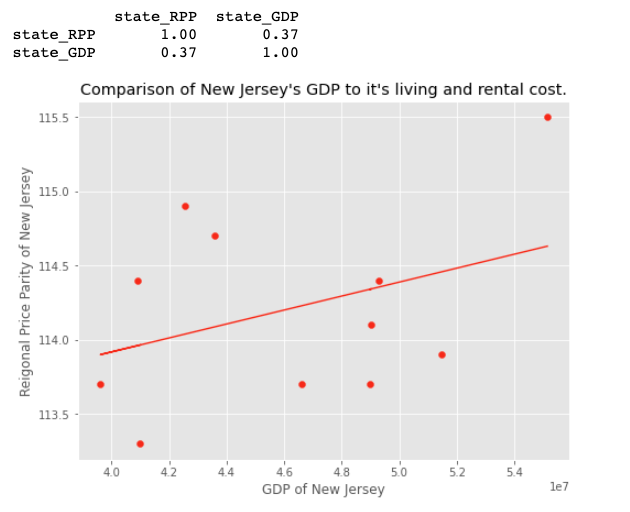 state_RPP state_GDP
state_RPP 1.00 0.37
state_GDP 0.37 1.00
Comparison of New Jersey's GDP to it's living and rental cost.
115.5
115.0
114.5
114.0
113.5
Reigonal Price Parity of New Jersey
4.0 4.2 4.4 4.6 4.8 5.0 5.2 5.4
1e7
GDP of New Jersey